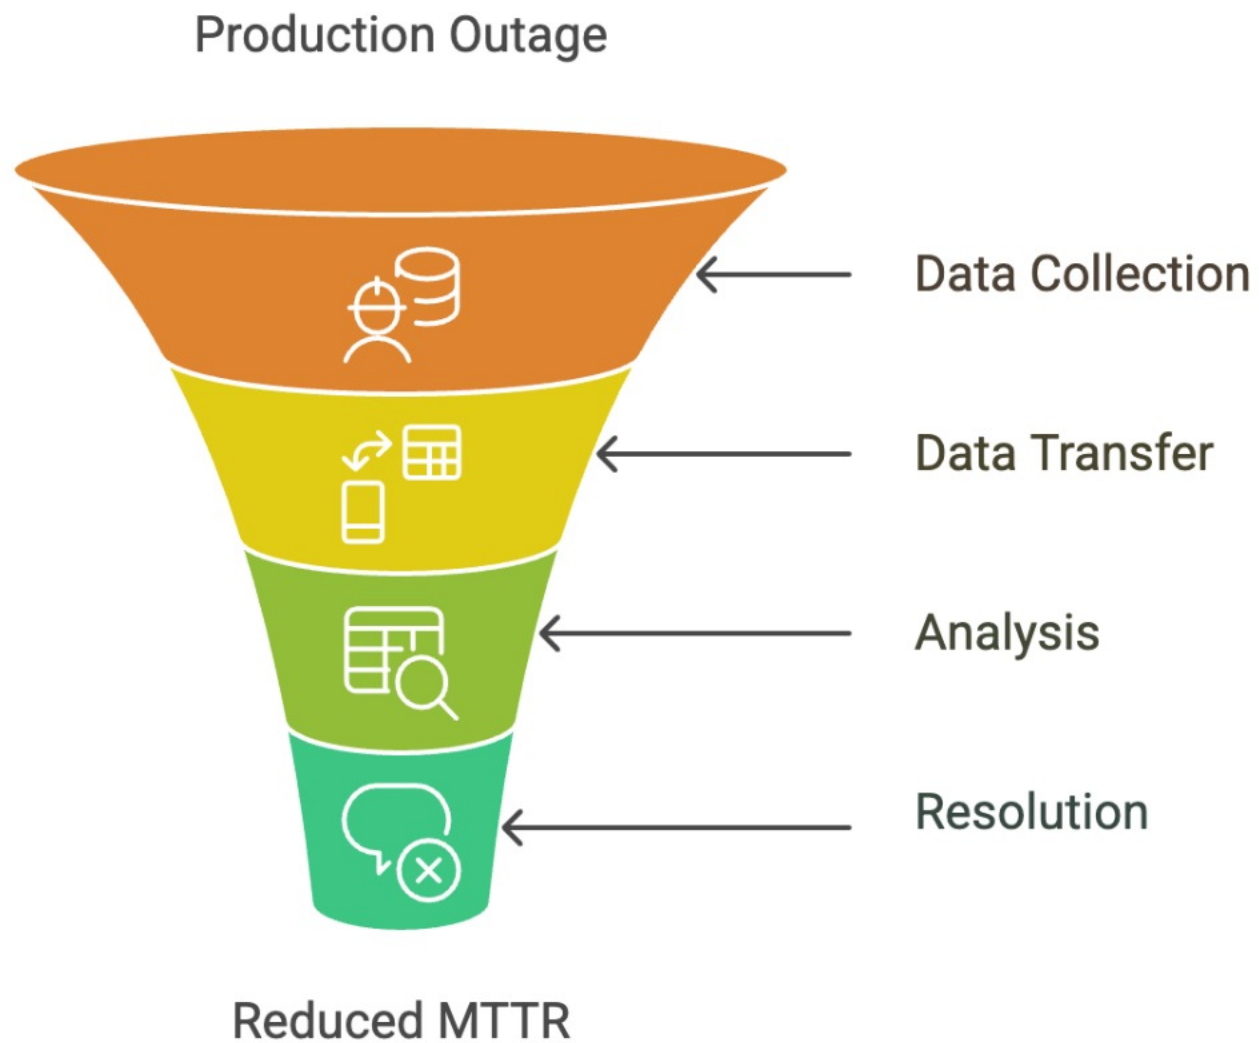 Production Outage
Data Collection
Data Transfer
Analysis
Resolution
Reduced MTTR